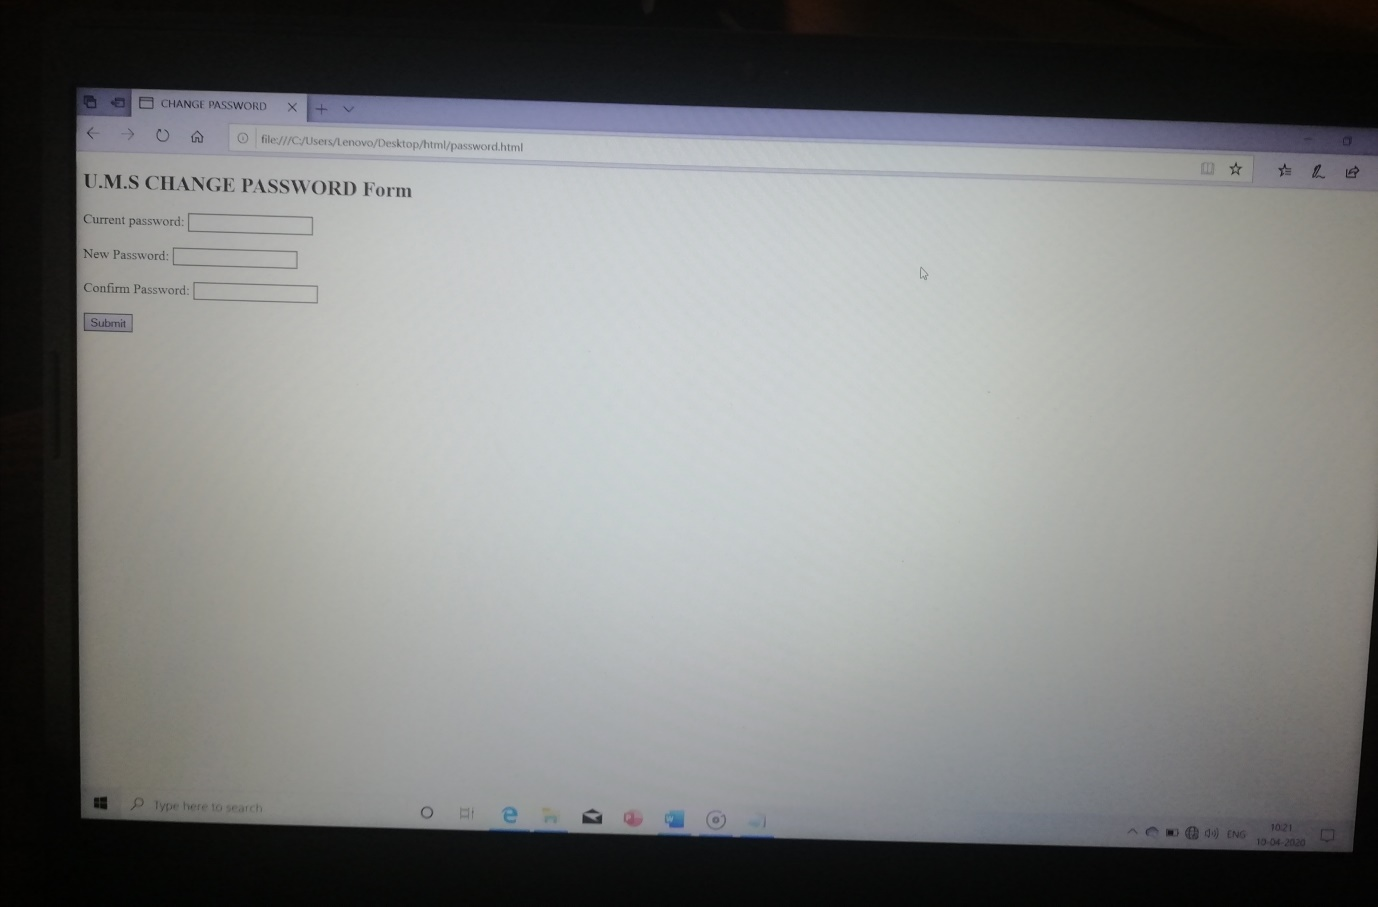 CHANGE PASSWORD
file:///C:/Users/Lenovo/Desktop/html/password.html
U.M.S CHANGE PASSWORD Form
Current password:
New Password:
Confirm Password:
Submit
Type here to search
ENG
10:21
10-04-2020